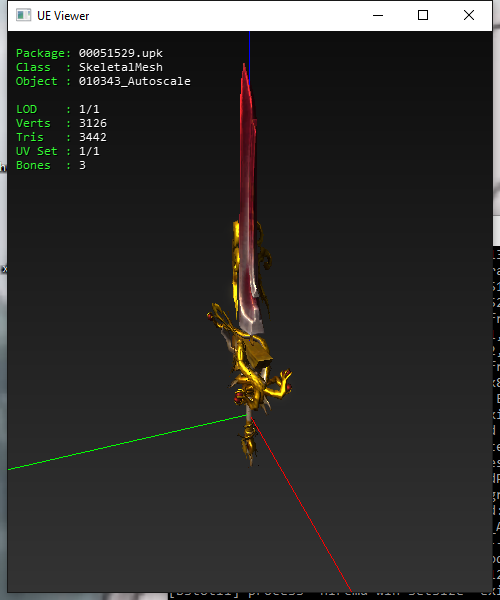 UE Viewer
Package: 00051529.upk
Class  : SkeletalMesh
Object : 010343_Autoscale
LOD    : 1/1
Verts  : 3126
Tris   : 3442
UV Set : 1/1
Bones  : 3